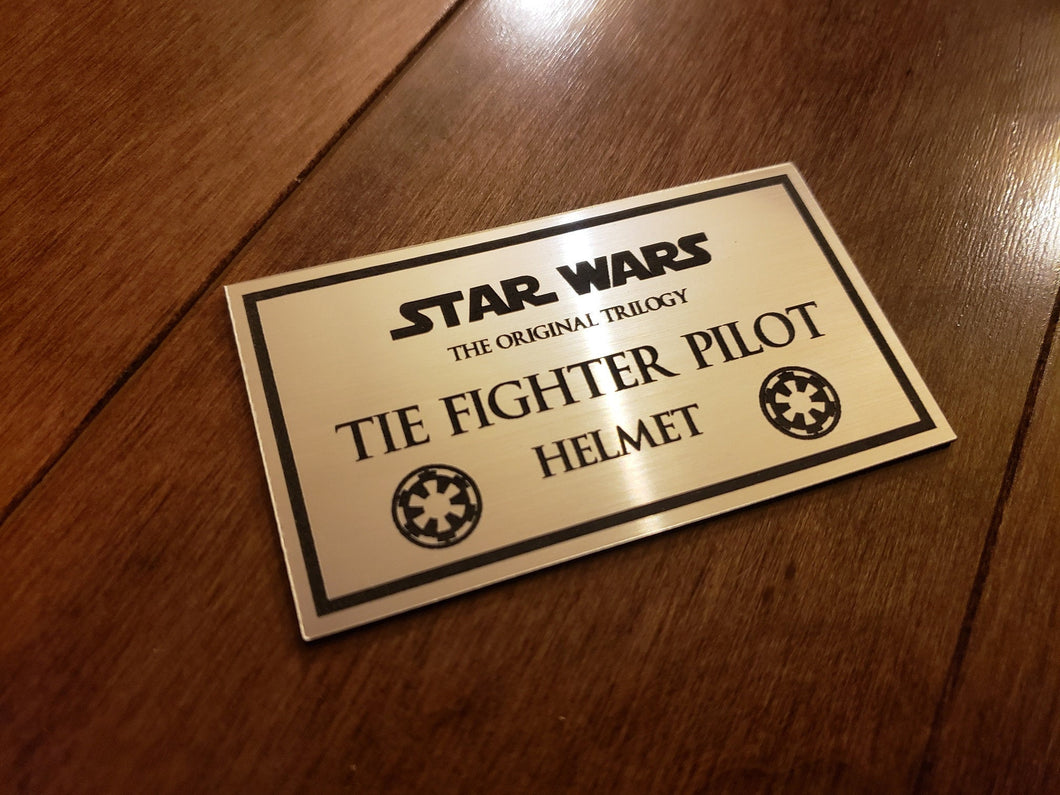 STAR WARS
THE ORIGINAL TRILOGY
TIE FIGHTER PILOT
HELMET